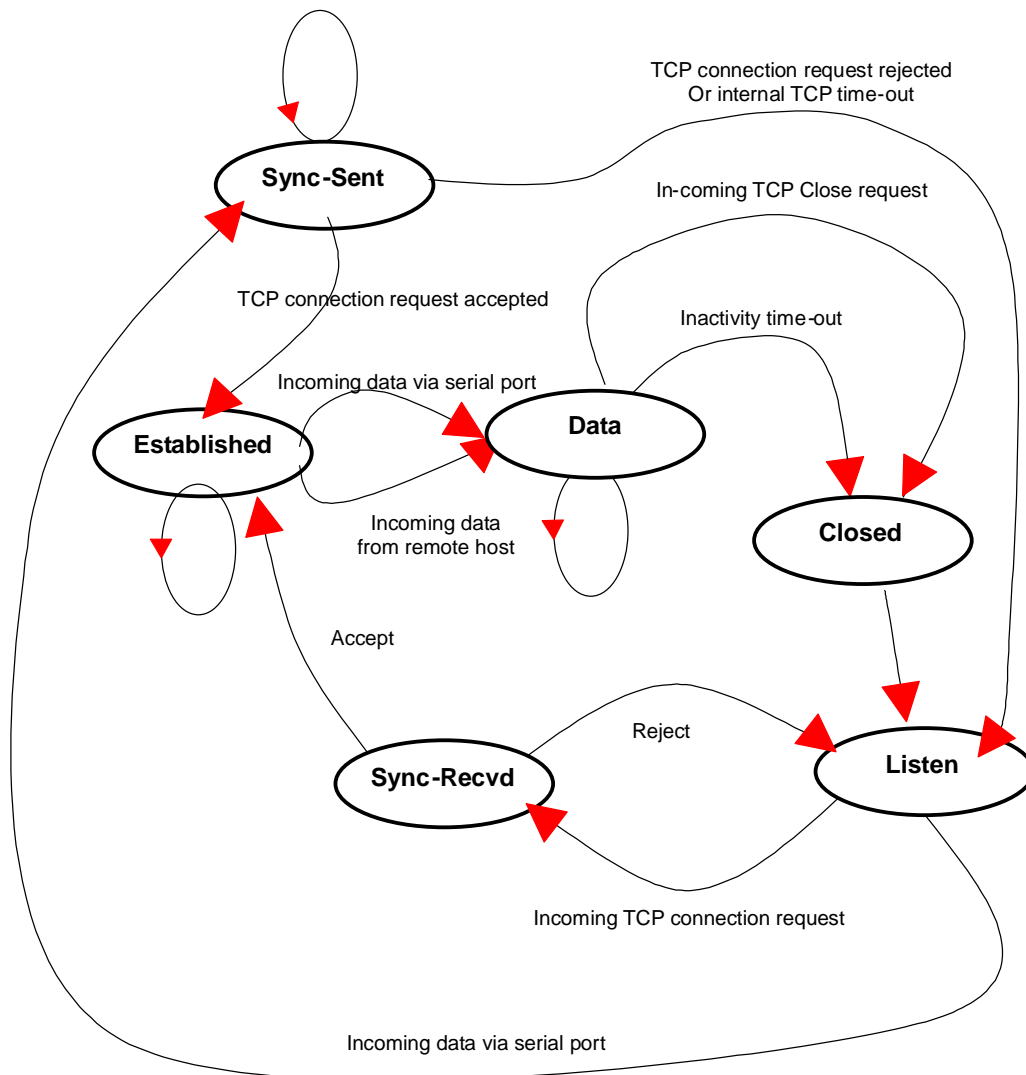 TCP connection request rejected
Or internal TCP time-out
Sync-Sent
In-coming TCP Close request
TCP connection request accepted
Inactivity time-out
Incoming data via serial port
Data
Established
Incoming data
from remote host
Closed
Accept
Reject
Sync-Recvd
Listen
Incoming TCP connection request
Incoming data via serial port